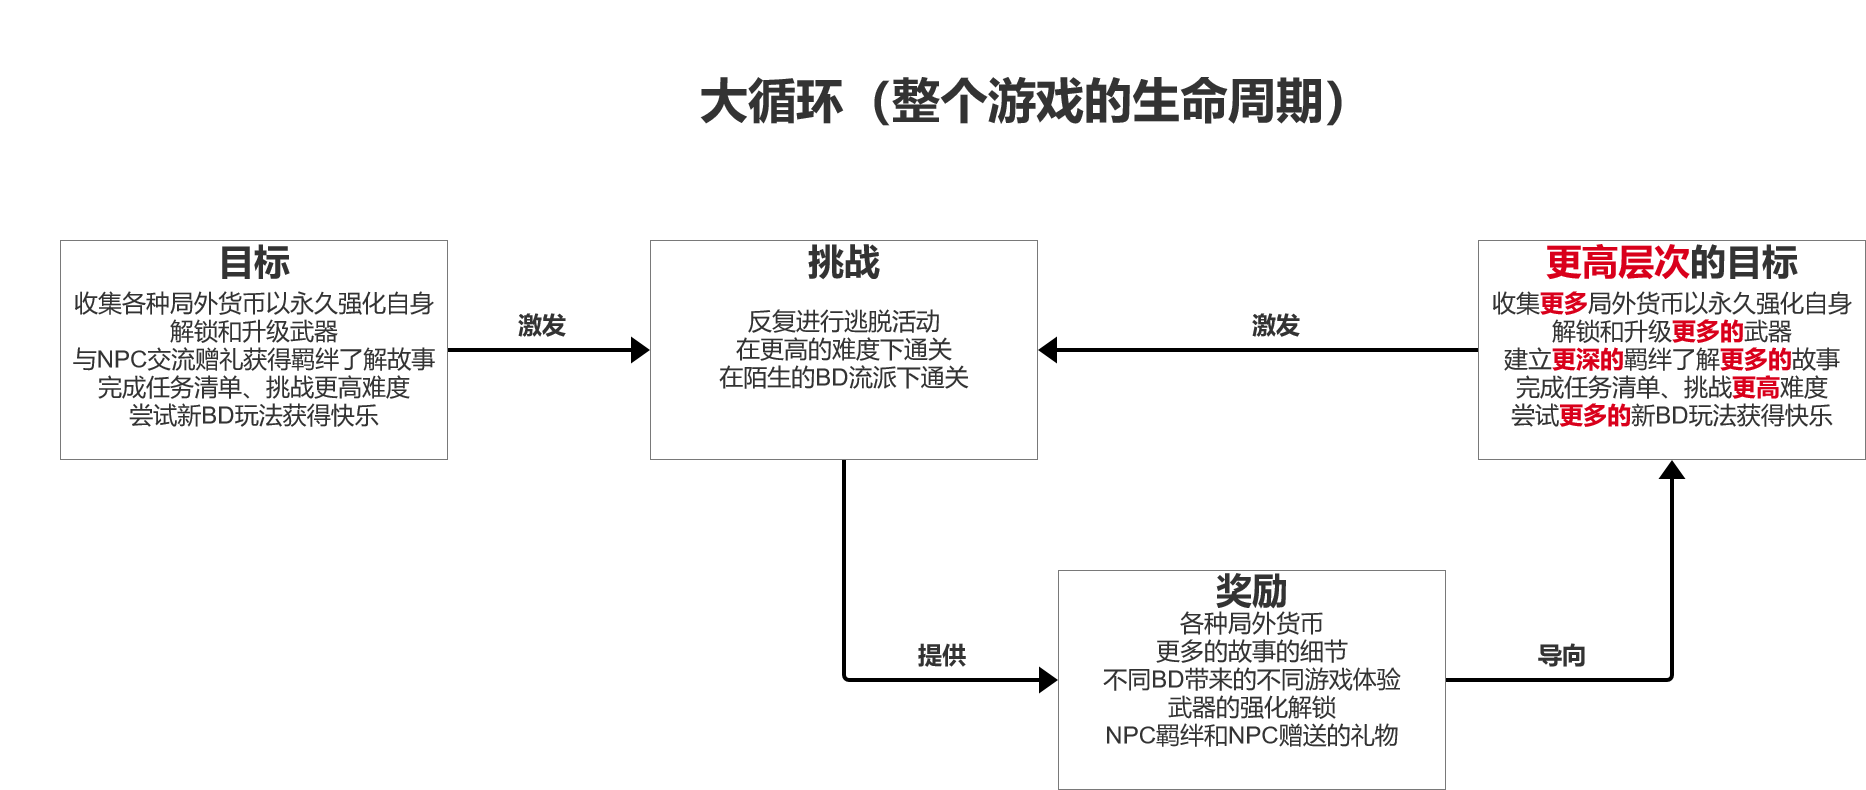 大循环（整个游戏的生命周期）
目标
收集各种局外货币以永久强化自身
解锁和升级武器
与NPC交流赠礼获得羁绊了解故事
完成任务清单、挑战更高难度
尝试新BD玩法获得快乐
激发
挑战
反复进行逃脱活动
在更高的难度下通关
在陌生的BD流派下通关
激发
更高层次的目标
收集更多局外货币以永久强化自身
解锁和升级更多的武器
建立更深的羁绊了解更多的故事
完成任务清单、挑战更高难度
尝试更多的新BD玩法获得快乐
提供
奖励
各种局外货币
更多的故事的细节
不同BD带来的不同游戏体验
武器的强化解锁
NPC羁绊和NPC赠送的礼物
导向